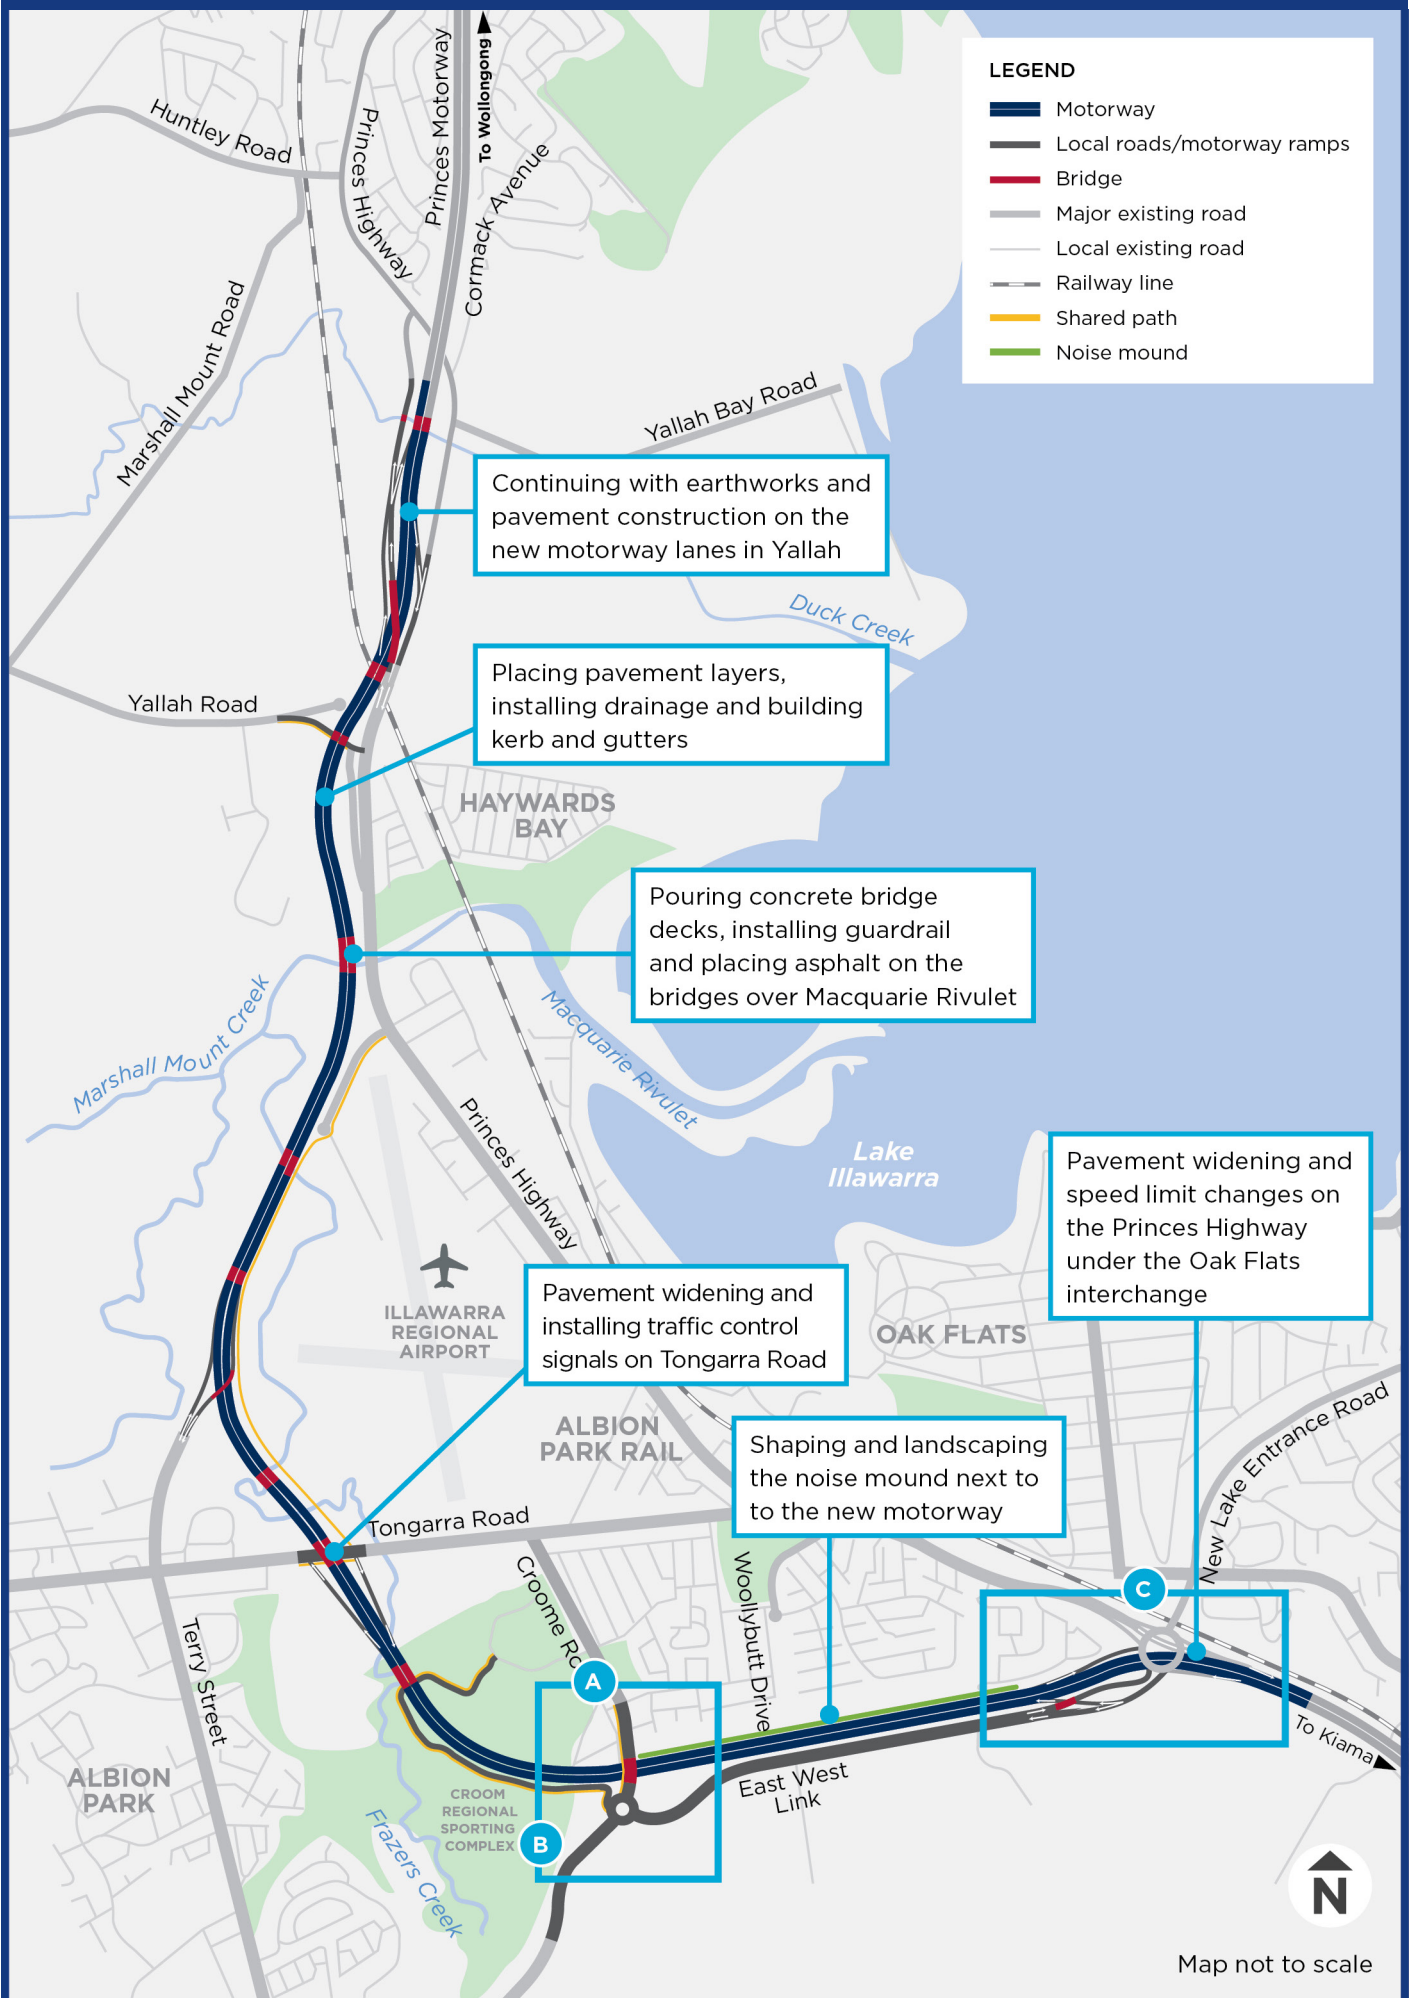 To Wollongong
Princes Motorway
Princes Highway
Huntley Road
Cormack Avenue
Marshall Mount Road
LEGEND
Motorway
Local roads/motorway ramps
Bridge
Major existing road
Local existing road
Railway line
Shared path
Noise mound
Yallah Bay Road
Continuing with earthworks and
pavement construction on the
new motorway lanes in Yallah
Duck Creek
Placing pavement layers,
installing drainage and building
kerb and gutters
Yallah Road
HAYWARDS
BAY
Pouring concrete bridge
decks, installing guardrail
and placing asphalt on the
bridges over Macquarie Rivulet
Marshall Mount Creek
Macquarie Rivulet
Princes Highway
Lake
Illawarra
Pavement widening and
speed limit changes on
the Princes Highway
under the Oak Flats
interchange
ILLAWARRA
REGIONAL
AIRPORT
Pavement widening and
installing traffic control
signals on Tongarra Road
OAK FLATS
ALBION
PARK RAIL
New Lake Entrance Road
Shaping and landscaping
the noise mound next to
to the new motorway
Tongarra Road
Croome Ro
Woollybutt Drive
Terry Street
A
B
C
To Kiama
East West
Link
ALBION
PARK
CROOM
REGIONAL
SPORTING
COMPLEX
Frazers Creek
N
Map not to scale